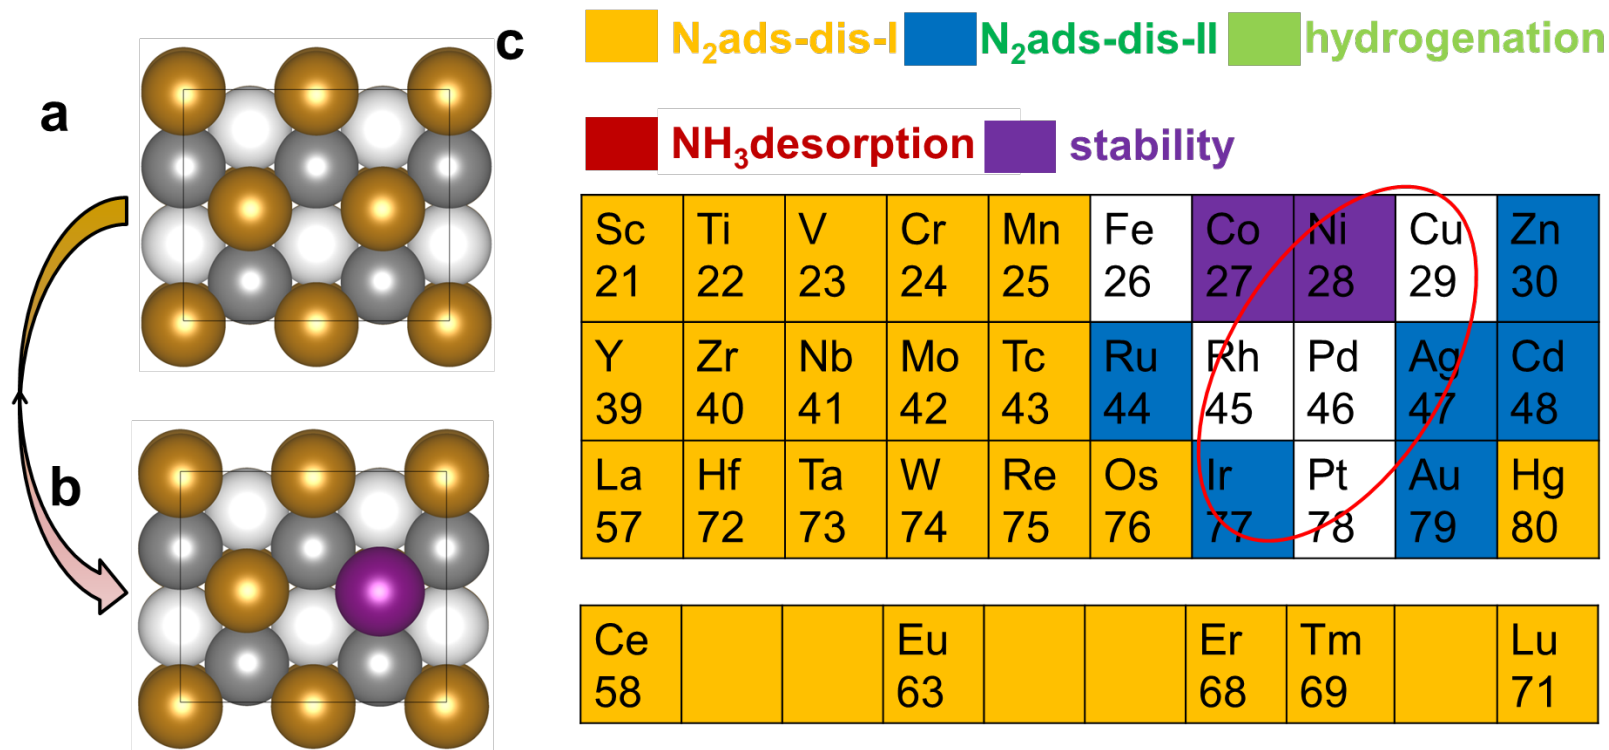 a
b
c
N₂ads-dis-I N₂ads-dis-II hydrogenation
NH₃desorption stability
Sc Ti V Cr Mn Fe Co Ni Cu Zn
21 22 23 24 25 26 27 28 29 30
Y Zr Nb Mo Tc Ru Rh Pd Ag Cd
39 40 41 42 43 44 45 46 47 48
La Hf Ta W Re Os Ir Pt Au Hg
57 72 73 74 75 76 77 78 79 80
Ce Eu Er Tm Lu
58 63 68 69 71